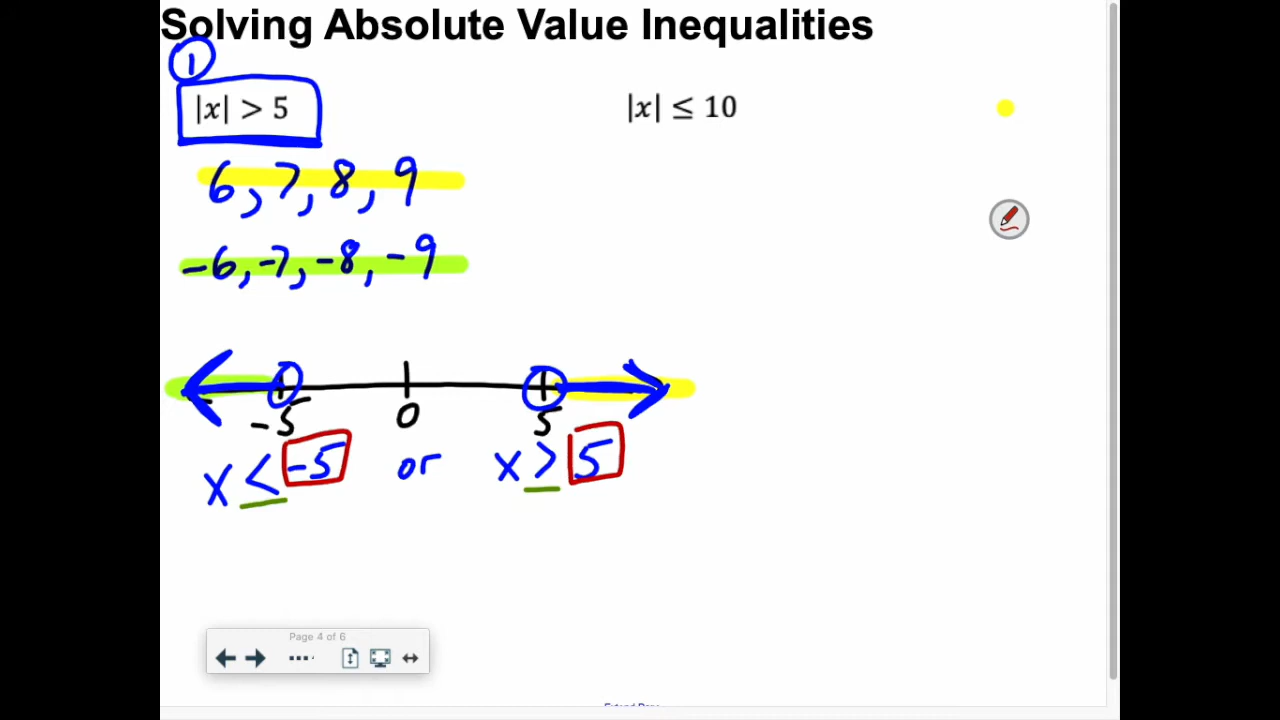 Solving Absolute Value Inequalities
1
|x| > 5
|x| ≤ 10
6, 7, 8, 9
-6, -7, -8, -9
-5 0 5
x < -5 or x > 5
Page 4 of 6